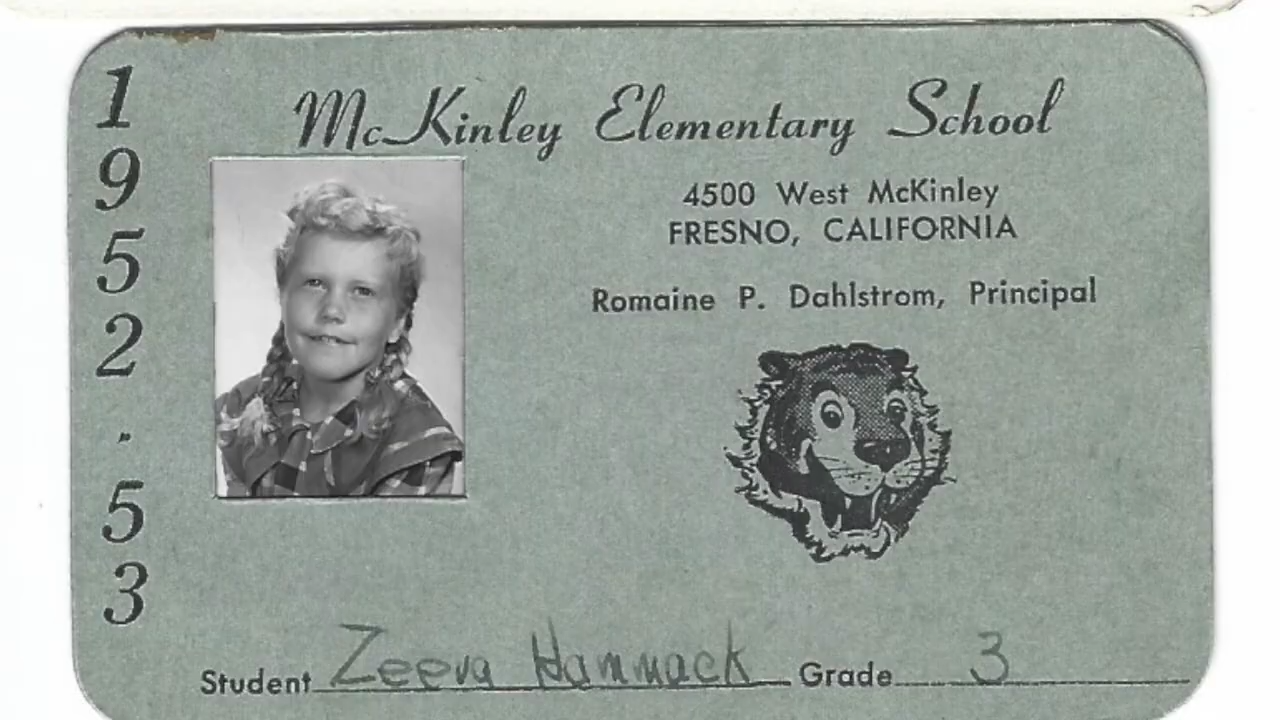 1952.53
McKinley Elementary School
4500 West McKinley
FRESNO, CALIFORNIA
Romaine P. Dahlstrom, Principal
Student Zeeva Hammack Grade 3